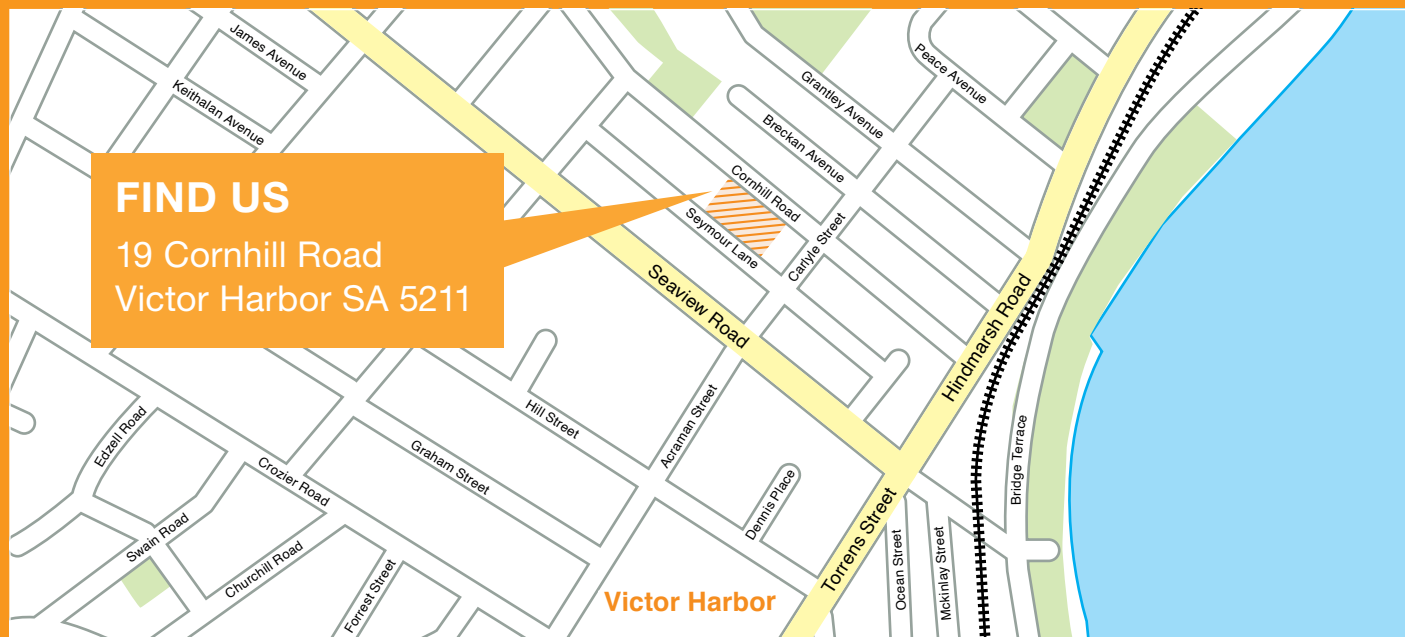 James Avenue
Keithalan Avenue
Peace Avenue
Grantley Avenue
Breckan Avenue
Cornhill Road
FIND US
19 Cornhill Road
Victor Harbor SA 5211
Seymour Lane
Carlyle Street
Seaview Road
Hindmarsh Road
Hill Street
Acraman Street
Edzell Road
Graham Street
Crozier Road
Bridge Terrace
Dennis Place
Torrens Street
Swain Road
Churchill Road
Forrest Street
Ocean Street
Mckinlay Street
Victor Harbor